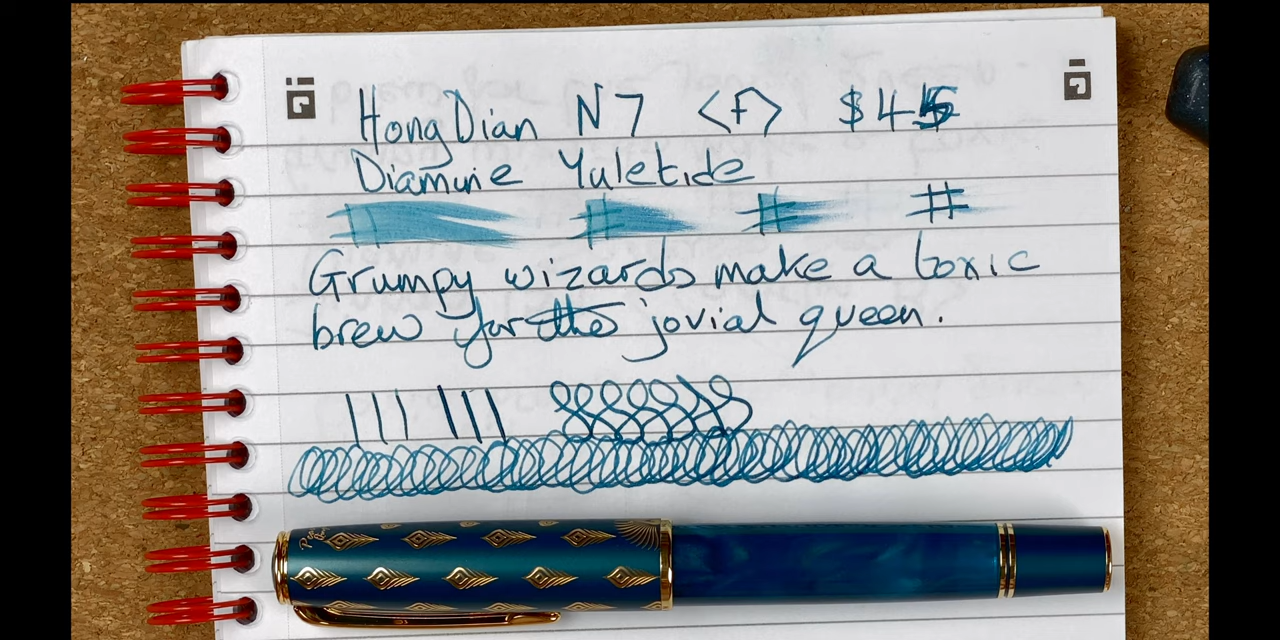 HongDian N7 <F> $45
Diamine Yuletide
# # #
Grumpy wizards make a toxic
brew for the jovial queen.